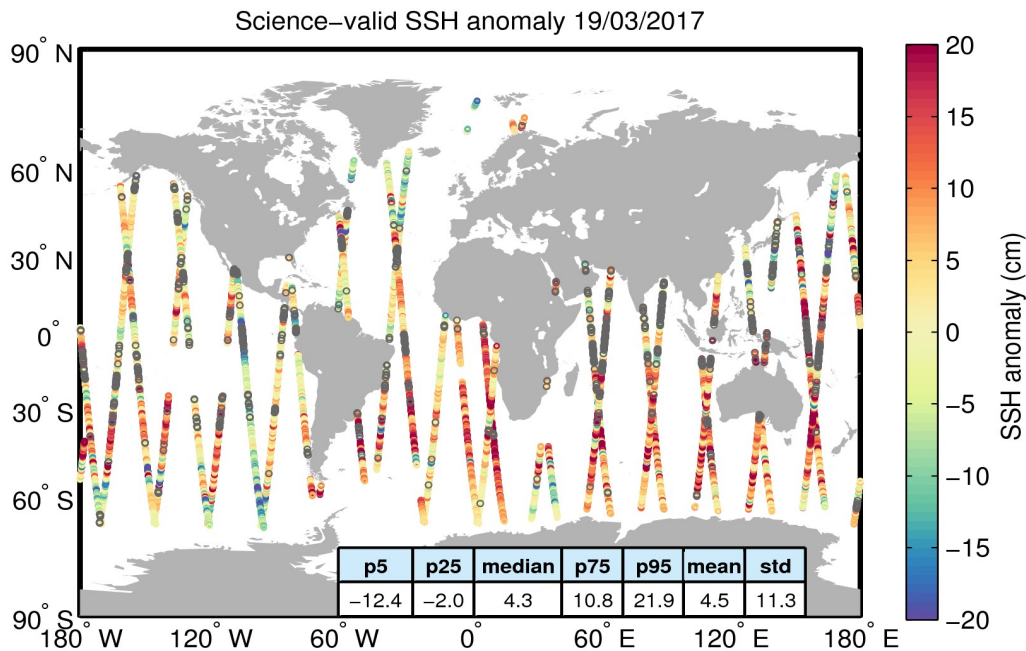 Science−valid SSH anomaly 19/03/2017
90° N
60° N
30° N
0°
30° S
60° S
90° S
180° W
120° W
60° W
0°
60° E
120° E
180° E
p5 p25 median p75 p95 mean std
−12.4 −2.0 4.3 10.8 21.9 4.5 11.3
20
15
10
5
0
−5
−10
−15
−20
SSH anomaly (cm)